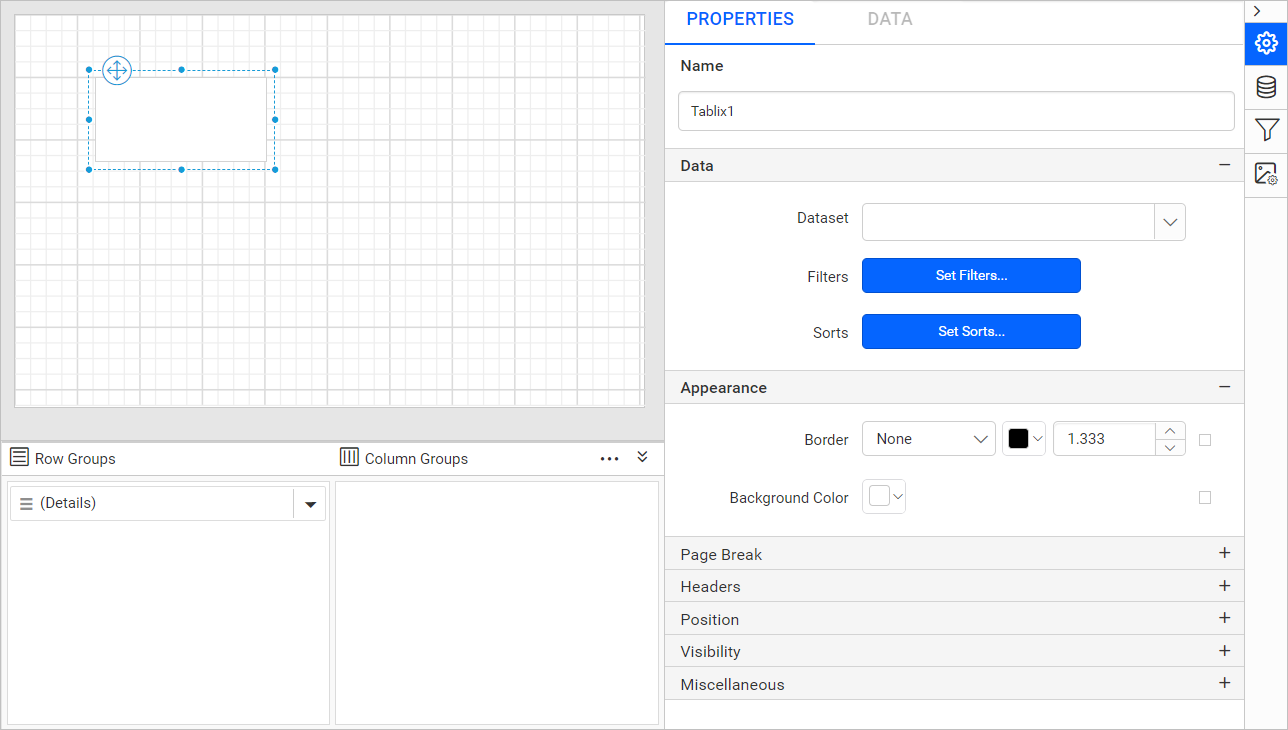 PROPERTIES DATA
Name
Tablix1
Data
Dataset
Filters Set Filters...
Sorts Set Sorts...
Appearance
Border None 1.333
Background Color
Page Break
Headers
Position
Visibility
Miscellaneous
Row Groups Column Groups
(Details)